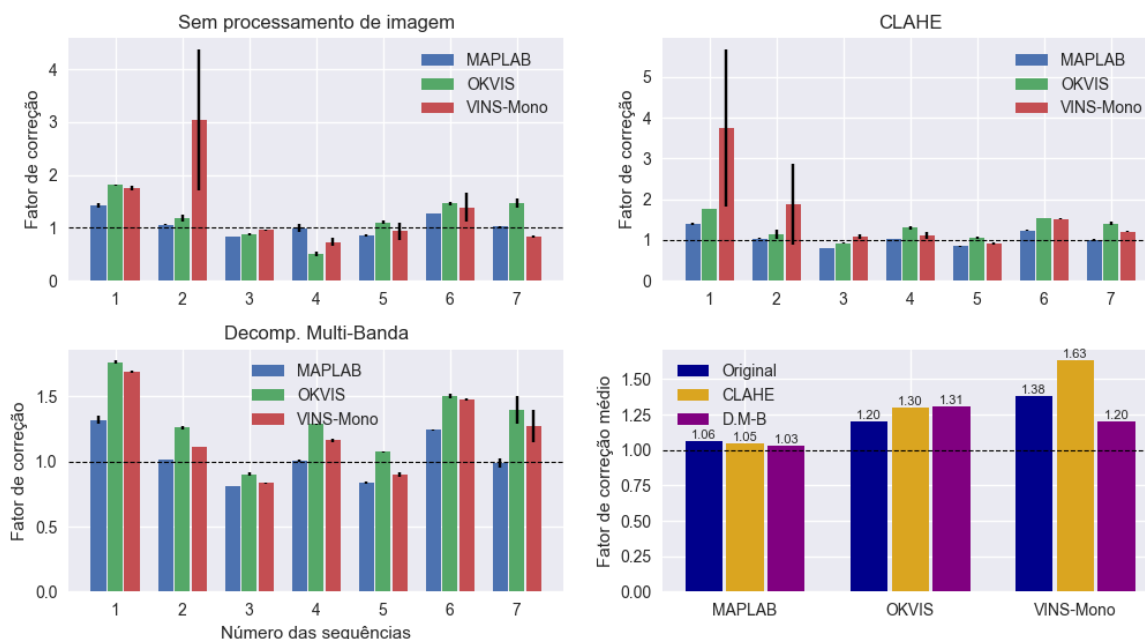 Sem processamento de imagem
Fator de correção
4
3
2
1
0
MAPLAB
OKVIS
VINS-Mono
1 2 3 4 5 6 7
CLAHE
Fator de correção
5
4
3
2
1
0
MAPLAB
OKVIS
VINS-Mono
1 2 3 4 5 6 7
Decomp. Multi-Banda
Fator de correção
1.5
1.0
0.5
0.0
MAPLAB
OKVIS
VINS-Mono
1 2 3 4 5 6 7
Número das sequências
Fator de correção médio
1.50
1.25
1.00
0.75
0.50
0.25
0.00
Original
CLAHE
D.M-B
1.06 1.05 1.03
1.20 1.30 1.31
1.38 1.63 1.20
MAPLAB OKVIS VINS-Mono